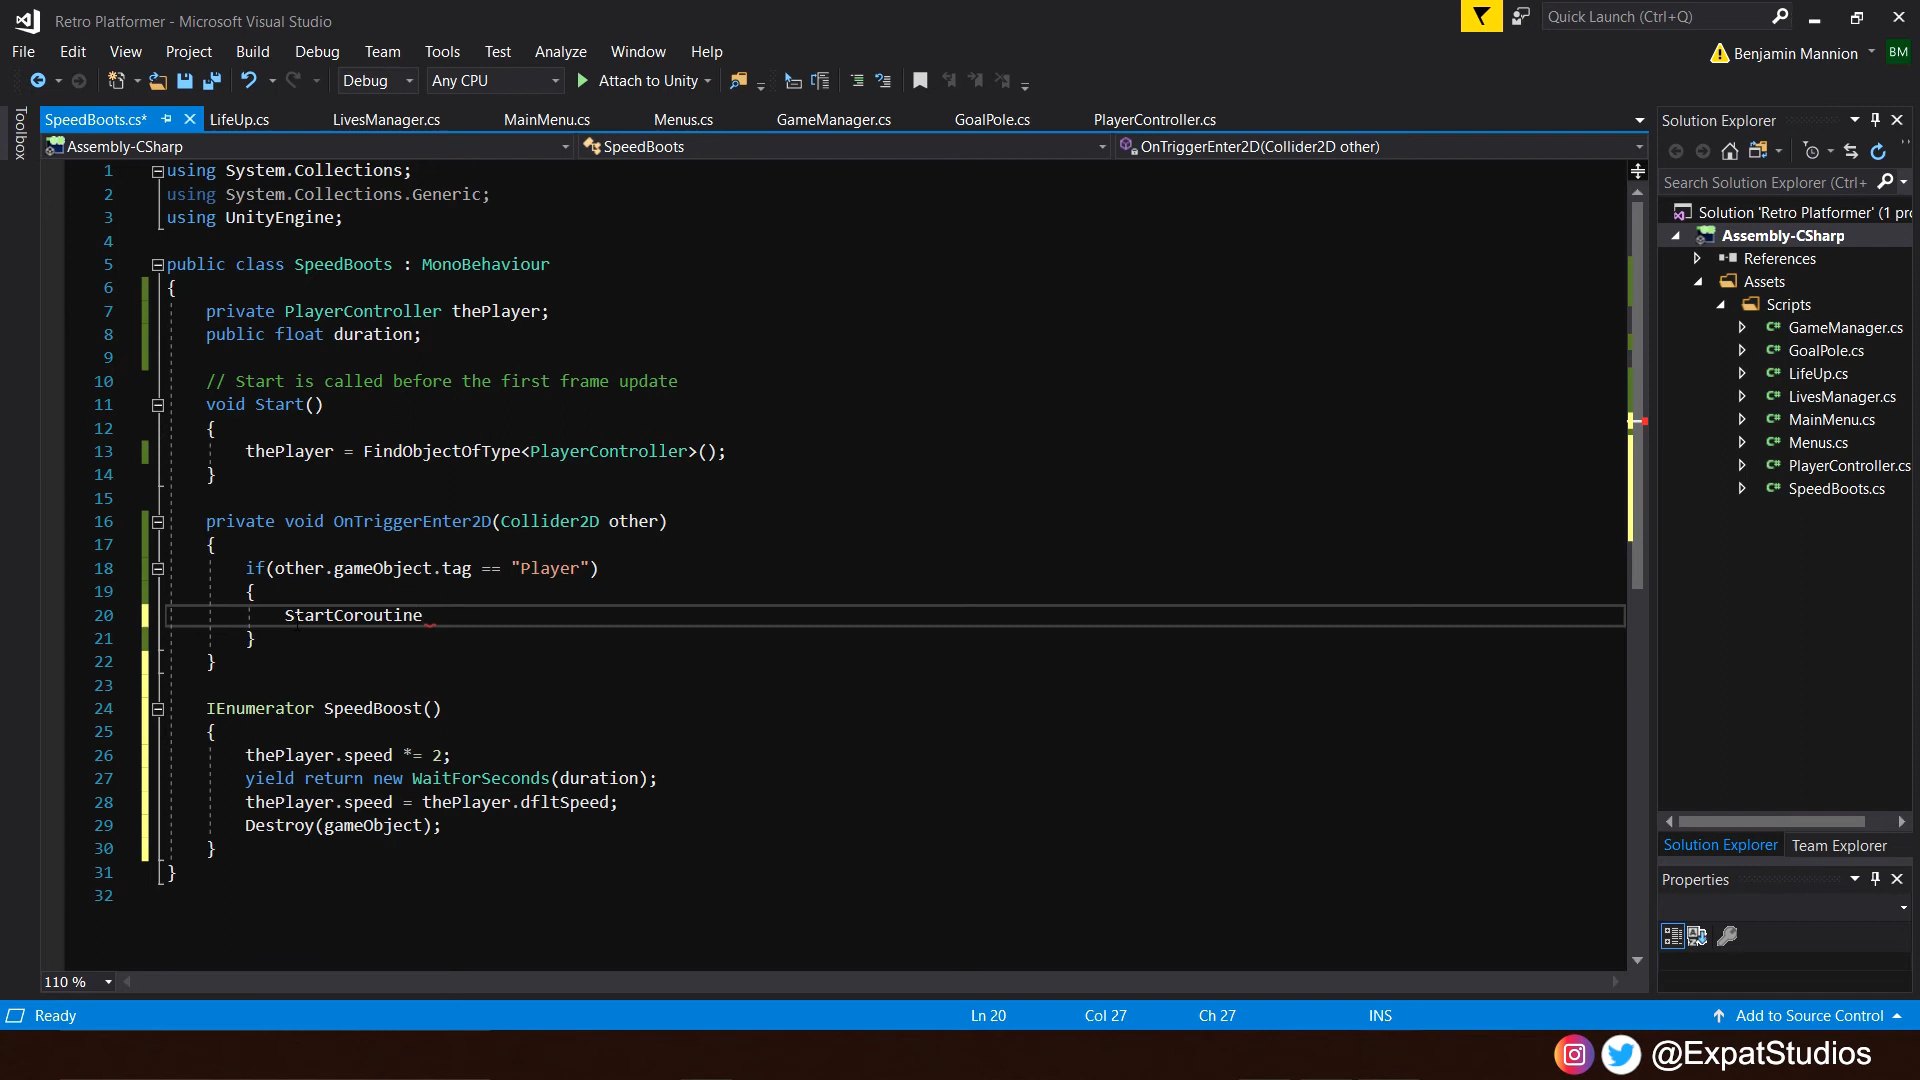 Retro Platformer - Microsoft Visual Studio
Quick Launch (Ctrl+Q)
File Edit View Project Build Debug Team Tools Test Analyze Window Help
Benjamin Mannion BM
Debug Any CPU Attach to Unity
Toolbox
SpeedBoots.cs* LifeUp.cs LivesManager.cs MainMenu.cs Menus.cs GameManager.cs GoalPole.cs PlayerController.cs
Assembly-CSharp SpeedBoots OnTriggerEnter2D(Collider2D other)
1 using System.Collections;
2 using System.Collections.Generic;
3 using UnityEngine;
4
5 public class SpeedBoots : MonoBehaviour
6 {
7 private PlayerController thePlayer;
8 public float duration;
9
10 // Start is called before the first frame update
11 void Start()
12 {
13 thePlayer = FindObjectOfType<PlayerController>();
14 }
15
16 private void OnTriggerEnter2D(Collider2D other)
17 {
18 if(other.gameObject.tag == "Player")
19 {
20 StartCoroutine
21 }
22 }
23
24 IEnumerator SpeedBoost()
25 {
26 thePlayer.speed *= 2;
27 yield return new WaitForSeconds(duration);
28 thePlayer.speed = thePlayer.dfltSpeed;
29 Destroy(gameObject);
30 }
31 }
32
110 %
Solution Explorer
Search Solution Explorer (Ctrl+
Solution 'Retro Platformer' (1 pro
Assembly-CSharp
References
Assets
Scripts
C# GameManager.cs
C# GoalPole.cs
C# LifeUp.cs
C# LivesManager.cs
C# MainMenu.cs
C# Menus.cs
C# PlayerController.cs
C# SpeedBoots.cs
Solution Explorer Team Explorer
Properties
Ready Ln 20 Col 27 Ch 27 INS Add to Source Control
@ExpatStudios